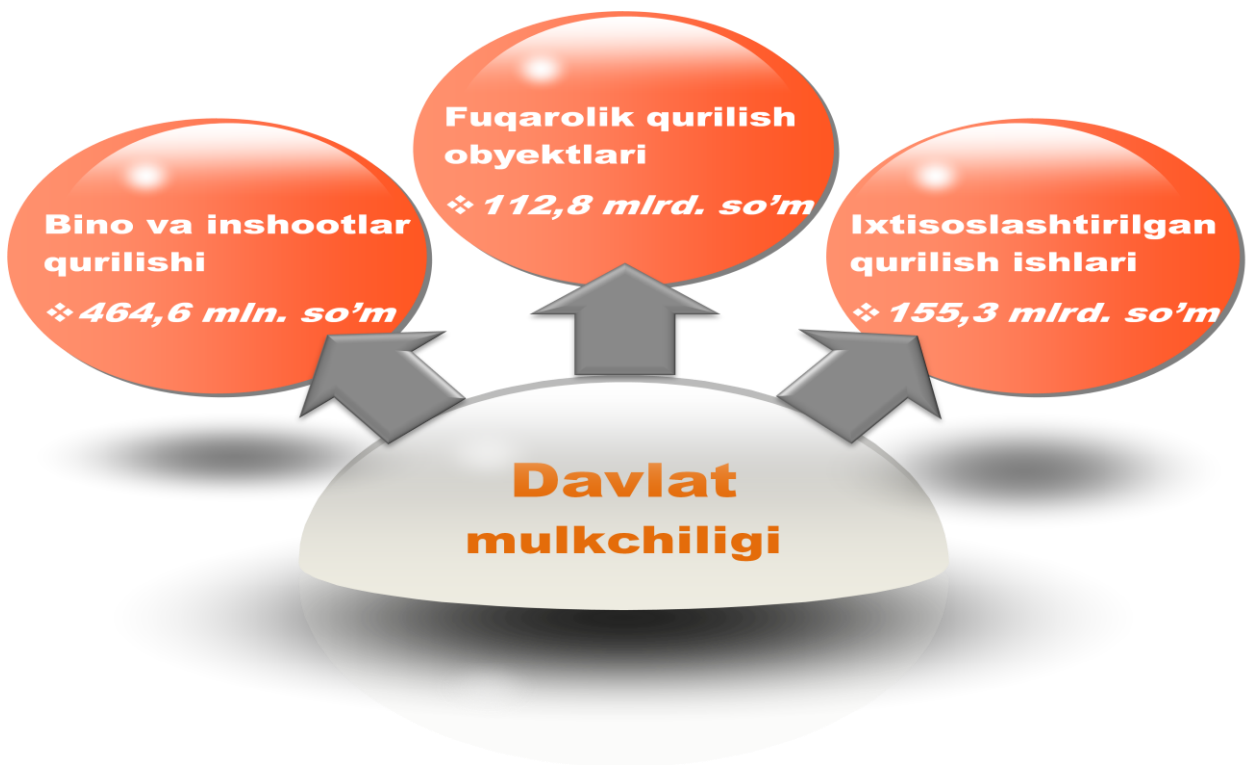 Fuqarolik qurilish
obyektlari
❖ 112,8 mlrd. so’m
Bino va inshootlar
qurilishi
❖ 464,6 mln. so’m
Ixtisoslashtirilgan
qurilish ishlari
❖ 155,3 mlrd. so’m
Davlat
mulkchiligi